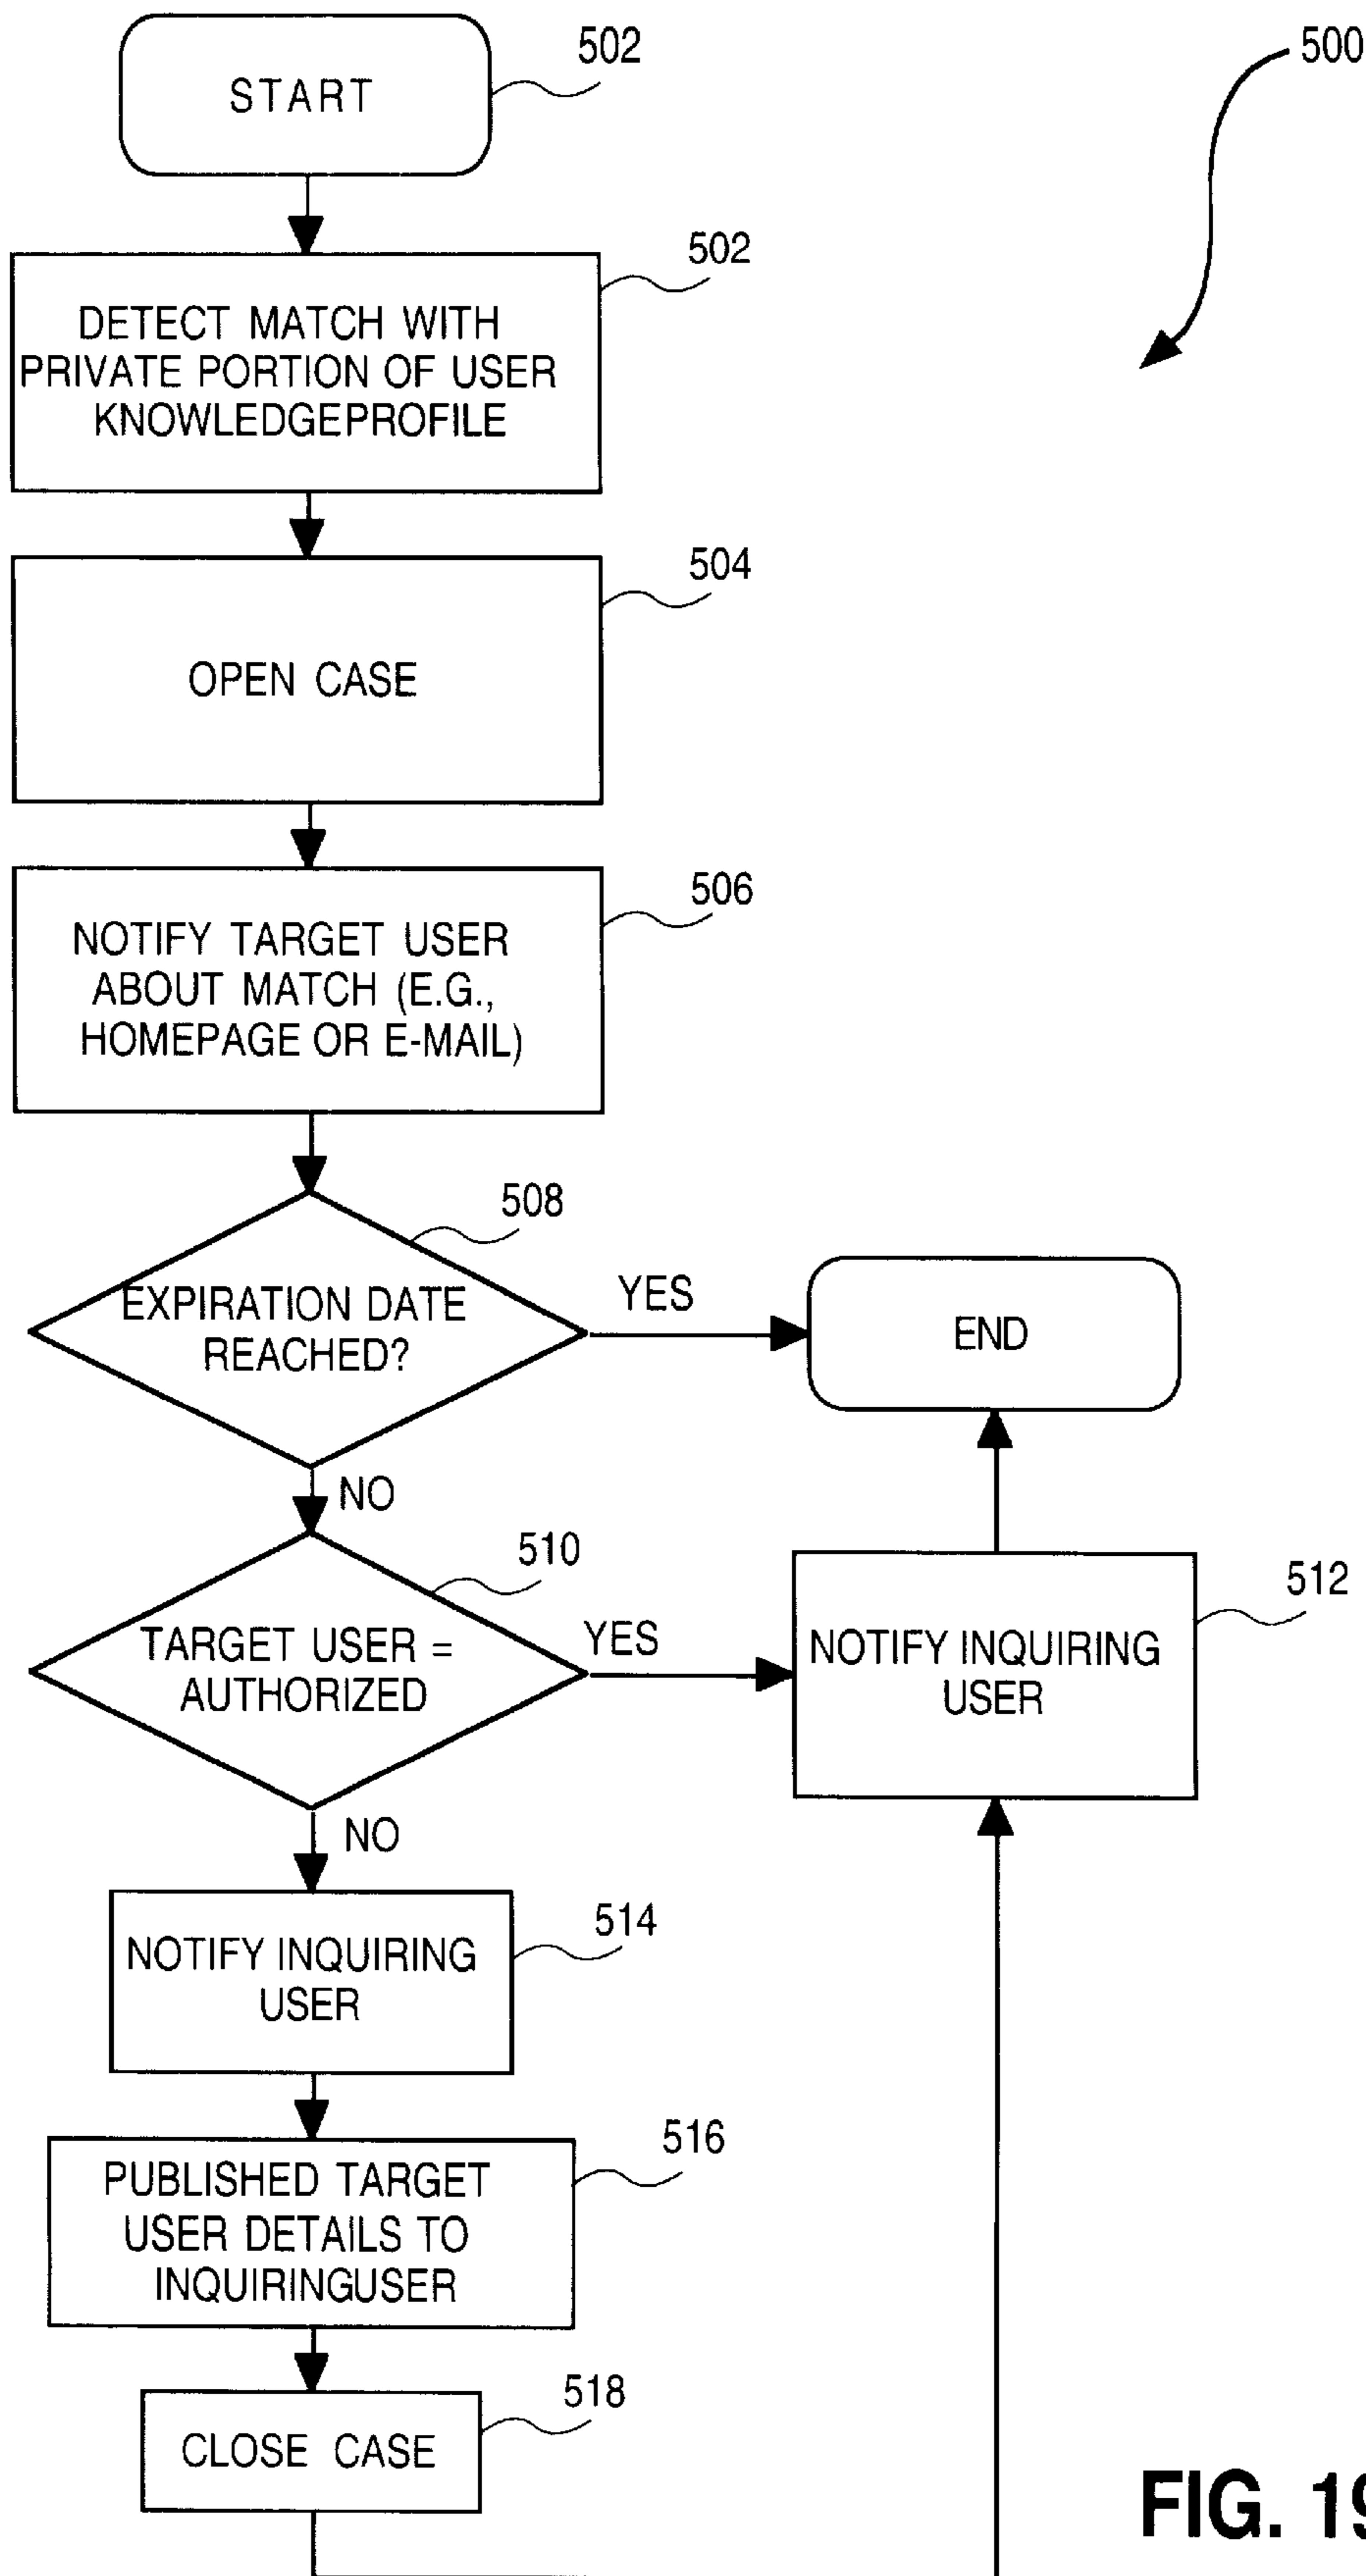 500
502
START
502
DETECT MATCH WITH
PRIVATE PORTION OF USER
KNOWLEDGEPROFILE
504
OPEN CASE
506
NOTIFY TARGET USER
ABOUT MATCH (E.G.,
HOMEPAGE OR E-MAIL)
508
EXPIRATION DATE
REACHED?
YES
END
NO
510
TARGET USER =
AUTHORIZED
YES
512
NOTIFY INQUIRING
USER
NO
514
NOTIFY INQUIRING
USER
516
PUBLISHED TARGET
USER DETAILS TO
INQUIRINGUSER
518
CLOSE CASE
FIG. 19